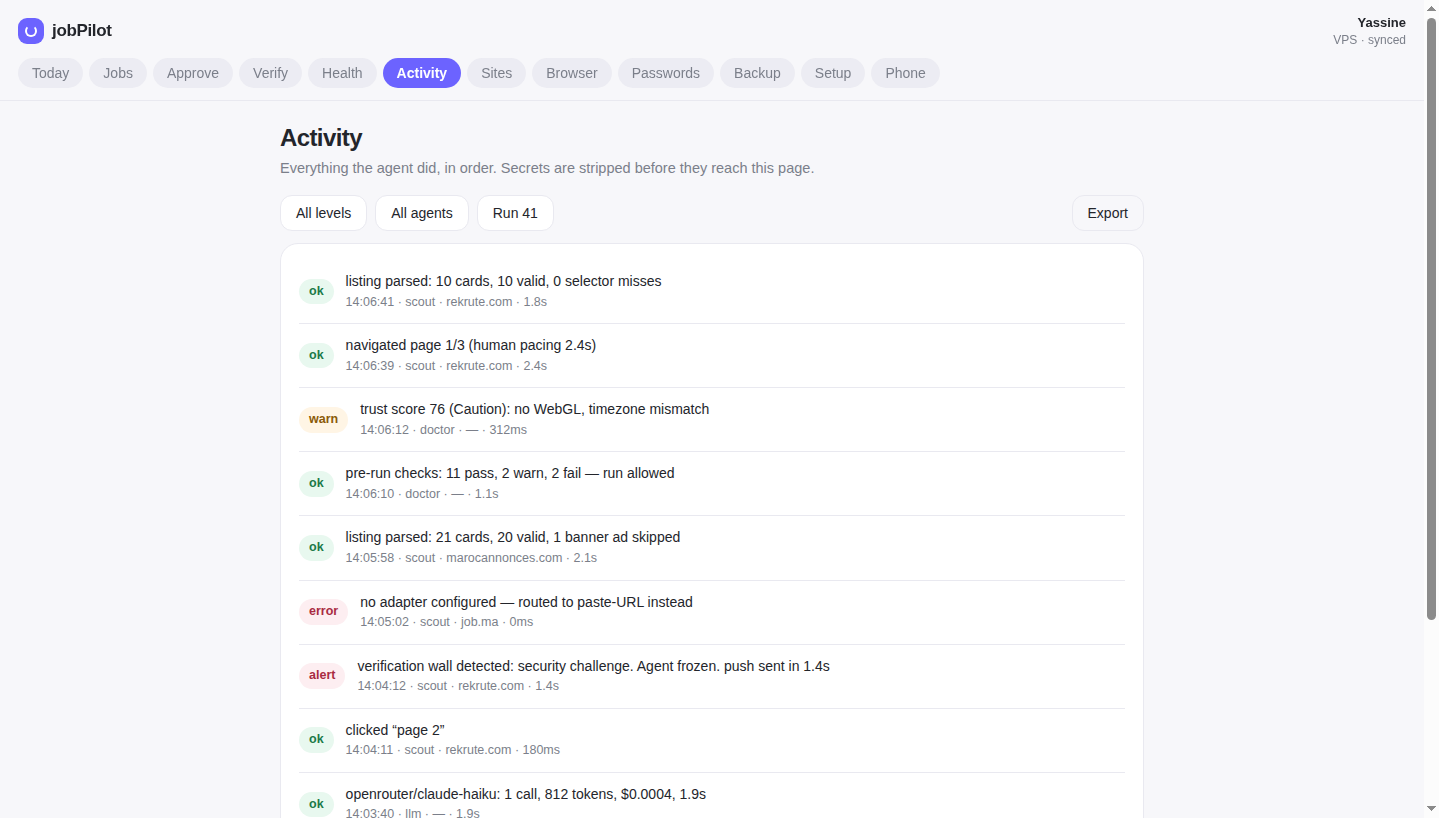 jobPilot
Yassine
VPS · synced
Today
Jobs
Approve
Verify
Health
Activity
Sites
Browser
Passwords
Backup
Setup
Phone
Activity
Everything the agent did, in order. Secrets are stripped before they reach this page.
All levels
All agents
Run 41
Export
ok
listing parsed: 10 cards, 10 valid, 0 selector misses
14:06:41 · scout · rekrute.com · 1.8s
ok
navigated page 1/3 (human pacing 2.4s)
14:06:39 · scout · rekrute.com · 2.4s
warn
trust score 76 (Caution): no WebGL, timezone mismatch
14:06:12 · doctor · — · 312ms
ok
pre-run checks: 11 pass, 2 warn, 2 fail — run allowed
14:06:10 · doctor · — · 1.1s
ok
listing parsed: 21 cards, 20 valid, 1 banner ad skipped
14:05:58 · scout · marocannonces.com · 2.1s
error
no adapter configured — routed to paste-URL instead
14:05:02 · scout · job.ma · 0ms
alert
verification wall detected: security challenge. Agent frozen. push sent in 1.4s
14:04:12 · scout · rekrute.com · 1.4s
ok
clicked “page 2”
14:04:11 · scout · rekrute.com · 180ms
ok
openrouter/claude-haiku: 1 call, 812 tokens, $0.0004, 1.9s
14:03:40 · llm · — · 1.9s